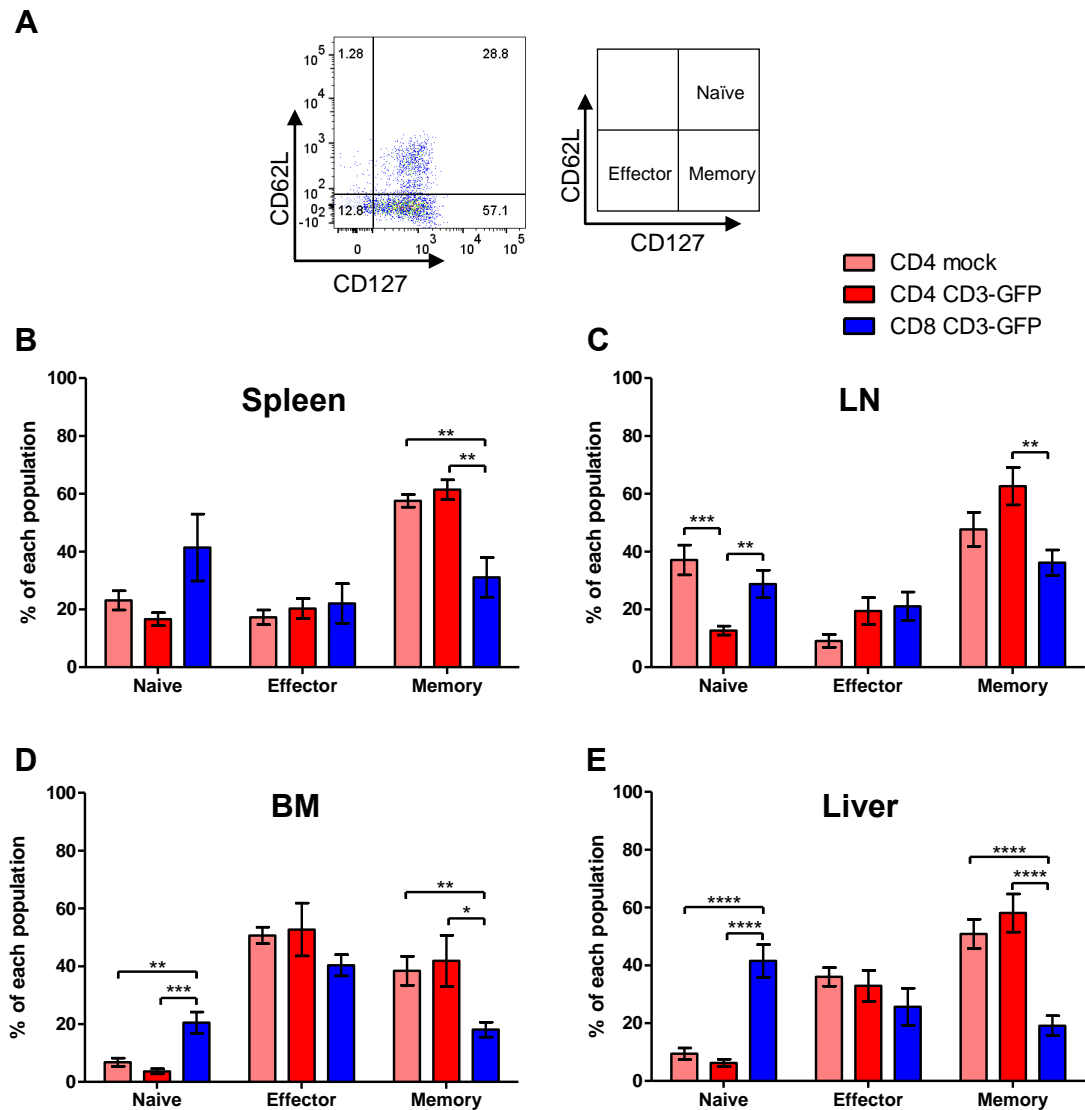 A
10^5
10^4
10^3
10^2
0
-10^2
1.28
28.8
12.8
57.1
0
10^3
10^4
10^5
CD62L
CD127
Naïve
Effector
Memory
CD62L
CD127
CD4 mock
CD4 CD3-GFP
CD8 CD3-GFP
B
Spleen
% of each population
100
80
60
40
20
0
**
**
Naive
Effector
Memory
C
LN
% of each population
100
80
60
40
20
0
***
**
**
Naive
Effector
Memory
D
BM
% of each population
100
80
60
40
20
0
**
***
**
*
Naive
Effector
Memory
E
Liver
% of each population
100
80
60
40
20
0
****
****
****
****
Naive
Effector
Memory